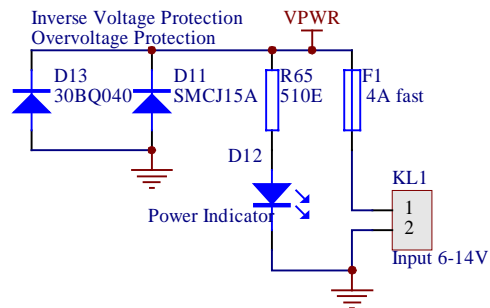 Inverse Voltage Protection
Overvoltage Protection
VPWR
D13
30BQ040
D11
SMCJ15A
R65
510E
F1
4A fast
D12
Power Indicator
KL1
1
2
Input 6-14V